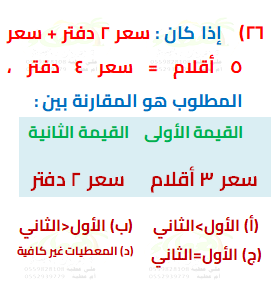 ٢٦) إذا كان : سعر ٢ دفتر + سعر
٥ أقلام = سعر ٤ دفتر ،
المطلوب هو المقارنة بين :
القيمة الأولى القيمة الثانية
سعر ٣ أقلام سعر ٢ دفتر
(أ) الأول>الثاني (ب) الأول<الثاني
(ج) الأول=الثاني (د) المعطيات غير كافية